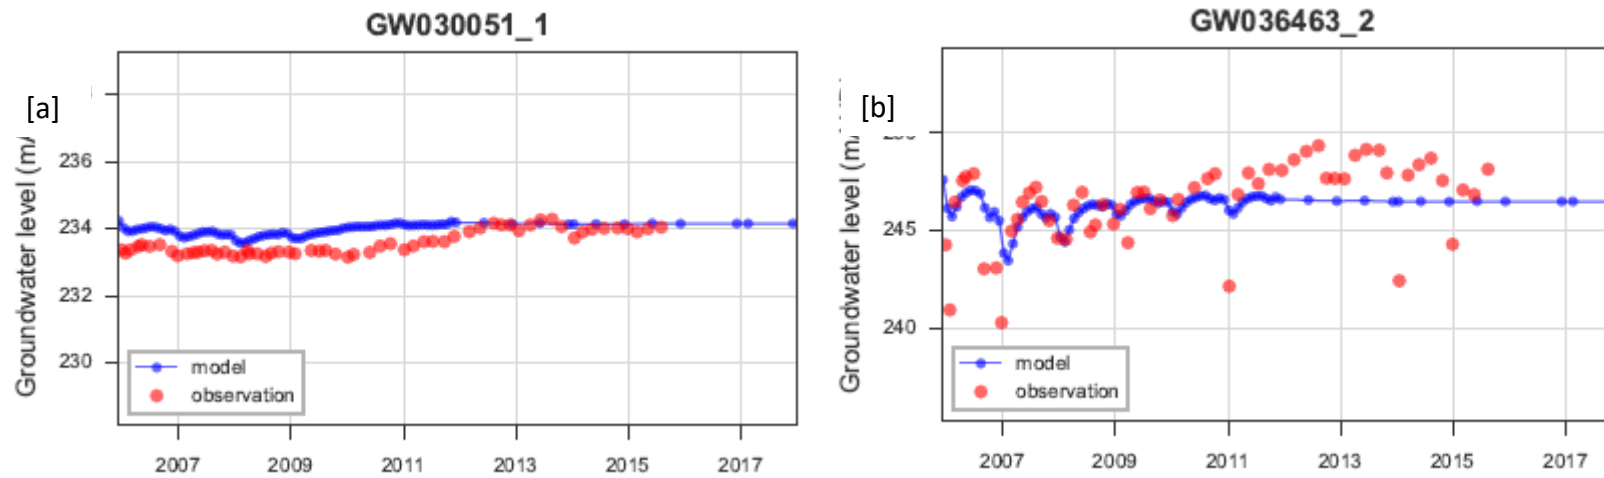 GW030051_1
[a]
Groundwater level (m/
236
234
232
230
model
observation
2007 2009 2011 2013 2015 2017
GW036463_2
[b]
Groundwater level (m/
245
240
model
observation
2007 2009 2011 2013 2015 2017